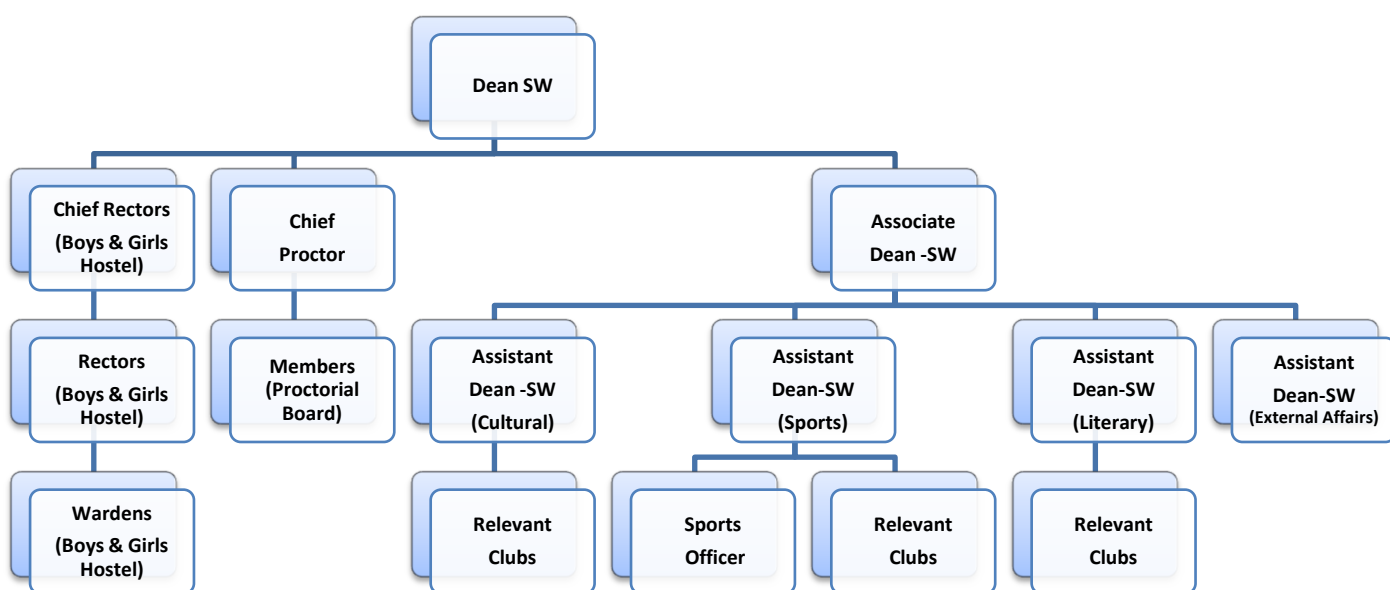 Dean SW
Chief Rectors
(Boys & Girls
Hostel)
Chief
Proctor
Associate
Dean -SW
Rectors
(Boys & Girls
Hostel)
Members
(Proctorial
Board)
Assistant
Dean -SW
(Cultural)
Assistant
Dean-SW
(Sports)
Assistant
Dean-SW
(Literary)
Assistant
Dean-SW
(External Affairs)
Wardens
(Boys & Girls
Hostel)
Relevant
Clubs
Sports
Officer
Relevant
Clubs
Relevant
Clubs